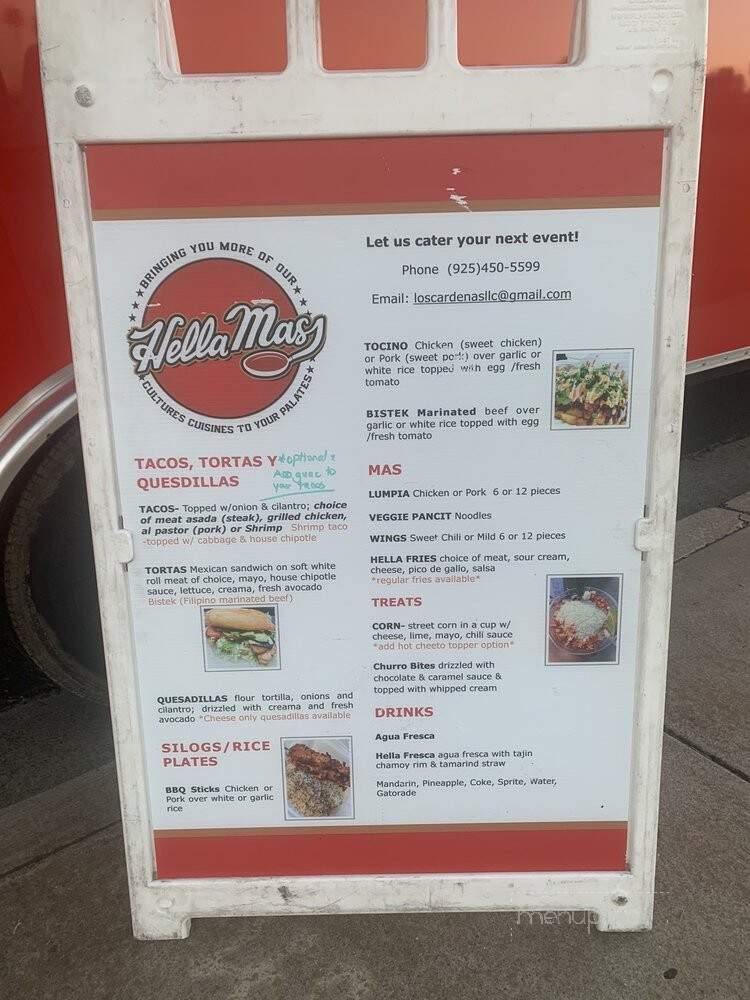 BRINGING YOU MORE OF OUR
Hella Mas
CULTURES CUISINES TO YOUR PALATES
TACOS, TORTAS Y
QUESDILLAS
*optional:
ADD guac to
your tacos
TACOS- Topped w/onion & cilantro; choice
of meat asada (steak), grilled chicken,
al pastor (pork) or Shrimp Shrimp taco
-topped w/ cabbage & house chipotle
TORTAS Mexican sandwich on soft white
roll meat of choice, mayo, house chipotle
sauce, lettuce, creama, fresh avocado
Bistek (Filipino marinated beef)
QUESADILLAS flour tortilla, onions and
cilantro; drizzled with creama and fresh
avocado *Cheese only quesadillas available
SILOGS/RICE
PLATES
BBQ Sticks Chicken or
Pork over white or garlic
rice
Let us cater your next event!
Phone (925)450-5599
Email: loscardenasllc@gmail.com
TOCINO Chicken (sweet chicken)
or Pork (sweet pork) over garlic or
white rice topped with egg /fresh
tomato
BISTEK Marinated beef over
garlic or white rice topped with egg
/fresh tomato
MAS
LUMPIA Chicken or Pork 6 or 12 pieces
VEGGIE PANCIT Noodles
WINGS Sweet Chili or Mild 6 or 12 pieces
HELLA FRIES choice of meat, sour cream,
cheese, pico de gallo, salsa
*regular fries available*
TREATS
CORN- street corn in a cup w/
cheese, lime, mayo, chili sauce
*add hot cheeto topper option*
Churro Bites drizzled with
chocolate & caramel sauce &
topped with whipped cream
DRINKS
Agua Fresca
Hella Fresca agua fresca with tajin
chamoy rim & tamarind straw
Mandarin, Pineapple, Coke, Sprite, Water,
Gatorade